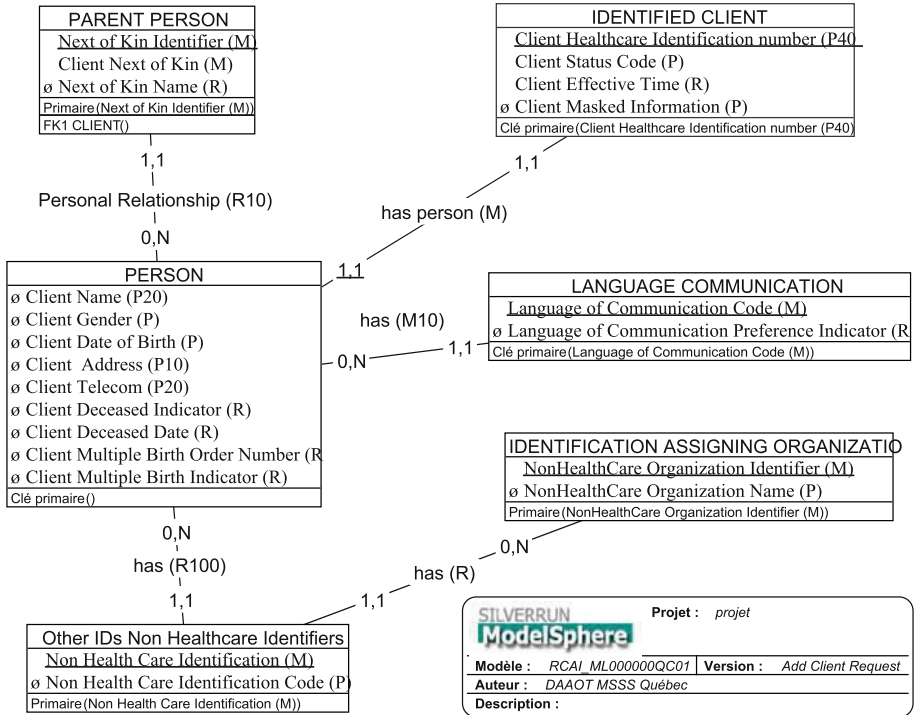 PARENT PERSON
Next of Kin Identifier (M)
Client Next of Kin (M)
ø Next of Kin Name (R)
Primaire(Next of Kin Identifier (M))
FK1 CLIENT()
IDENTIFIED CLIENT
Client Healthcare Identification number (P40
Client Status Code (P)
Client Effective Time (R)
ø Client Masked Information (P)
Clé primaire(Client Healthcare Identification number (P40)
1,1
Personal Relationship (R10)
0,N
1,1
has person (M)
1,1
PERSON
ø Client Name (P20)
ø Client Gender (P)
ø Client Date of Birth (P)
ø Client Address (P10)
ø Client Telecom (P20)
ø Client Deceased Indicator (R)
ø Client Deceased Date (R)
ø Client Multiple Birth Order Number (R
ø Client Multiple Birth Indicator (R)
Clé primaire()
has (M10)
0,N
1,1
LANGUAGE COMMUNICATION
Language of Communication Code (M)
ø Language of Communication Preference Indicator (R
Clé primaire(Language of Communication Code (M))
IDENTIFICATION ASSIGNING ORGANIZATIO
NonHealthCare Organization Identifier (M)
ø NonHealthCare Organization Name (P)
Primaire(NonHealthCare Organization Identifier (M))
0,N
has (R100)
1,1
0,N
has (R)
1,1
Other IDs Non Healthcare Identifiers
Non Health Care Identification (M)
ø Non Health Care Identification Code (P)
Primaire(Non Health Care Identification (M))
SILVERRUN
ModelSphere
Projet : projet
Modèle : RCAI_ML000000QC01 Version : Add Client Request
Auteur : DAAOT MSSS Québec
Description :